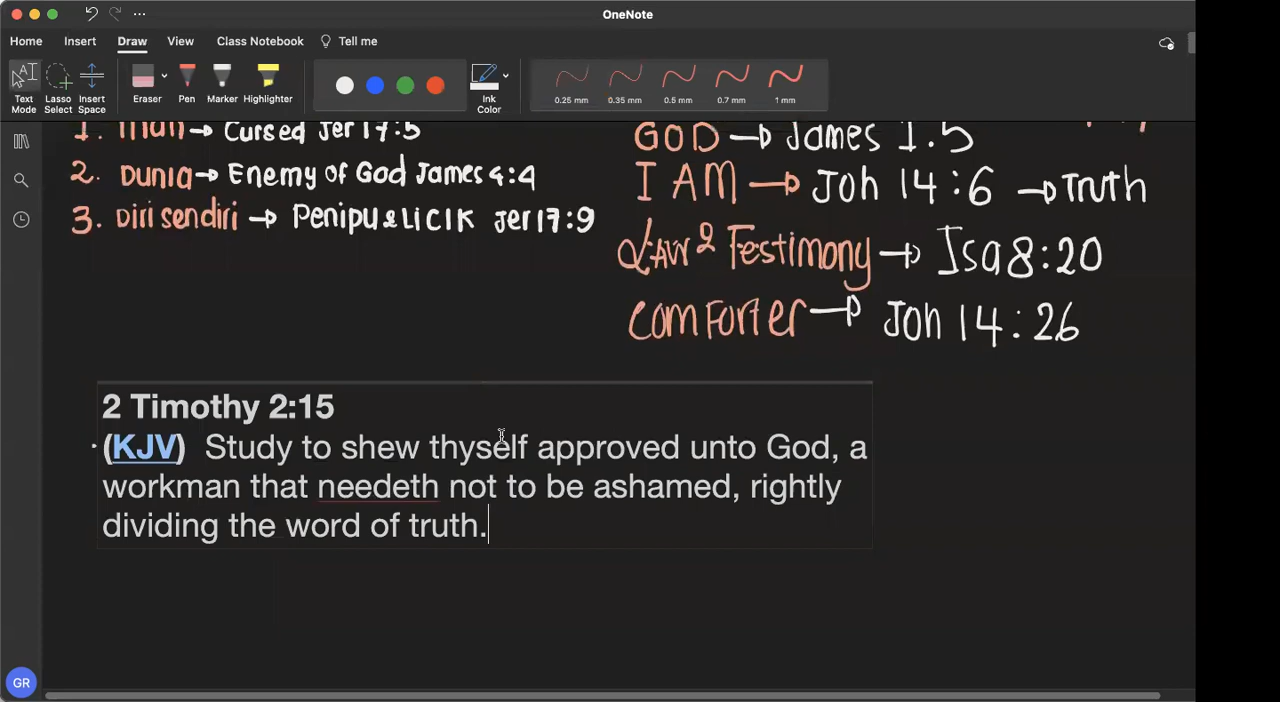 OneNote
Home Insert Draw View Class Notebook Tell me
Text Mode
Lasso Select
Insert Space
Eraser
Pen
Marker
Highlighter
Ink Color
0.25 mm
0.35 mm
0.5 mm
0.7 mm
1 mm
1. man → Cursed Jer 17:5
2. Dunia → Enemy of God James 4:4
3. Diri sendiri → Penipu & LICIK Jer 17:9
GOD → James 1.5
I AM → Joh 14:6 → Truth
Law 2 Testimony → Isa 8:20
Comforter → Joh 14:26
2 Timothy 2:15
(KJV) Study to shew thyself approved unto God, a
workman that needeth not to be ashamed, rightly
dividing the word of truth.
GR